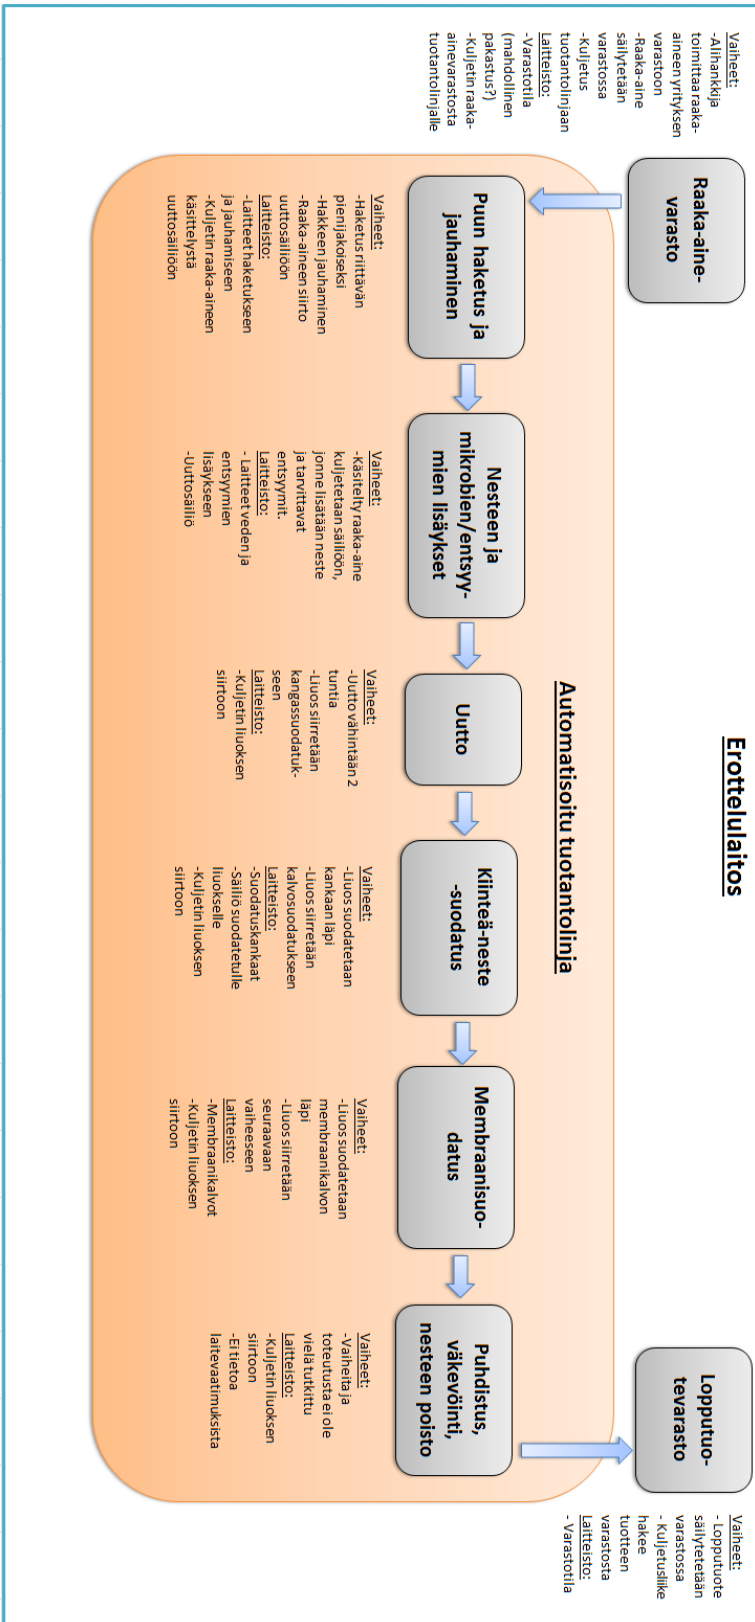 Erottelulaitos
Vaiheet:
-Alihankkija
toimittaa raaka-
aineen yrityksen
varastoon
-Raaka-aine
säilytetään
varastossa
-Kuljetus
tuotantolinjaan
Laitteisto:
-Varastotila
(mahdollinen
pakastus?)
-Kuljetin raaka-
ainevarastosta
tuotantolinjalle
Raaka-aine-
varasto
Automatisoitu tuotantolinja
Puun haketus ja
jauhaminen
Vaiheet:
-Haketus riittävän
pienijakoiseksi
-Hakkeen jauhaminen
-Raaka-aineen siirto
uuttosäiliöön
Laitteisto:
-Laitteet haketukseen
ja jauhamiseen
-Kuljetin raaka-aineen
käsittelystä
uuttosäiliöön
Nesteen ja
mikrobien/entsyy-
mien lisäykset
Vaiheet:
-Käsitelty raaka-aine
kuljetetaan säiliöön,
jonne lisätään neste
ja tarvittavat
entsyymit.
Laitteisto:
- Laitteet veden ja
entsyymien
lisäykseen
-Uuttosäiliö
Uutto
Vaiheet:
-Uutto vähintään 2
tuntia
-Liuos siirretään
kangassuodatuk-
seen
Laitteisto:
-Kuljetin liuoksen
siirtoon
Kiinteä-neste
-suodatus
Vaiheet:
-Liuos suodatetaan
kankaan läpi
-Liuos siirretään
kalvosuodatukseen
Laitteisto:
-Suodatuskankaat
-Säiliö suodatetulle
liuokselle
-Kuljetin liuoksen
siirtoon
Membraanisuo-
datus
Vaiheet:
-Liuos suodatetaan
membraanikalvon
läpi
-Liuos siirretään
seuraavaan
vaiheeseen
Laitteisto:
-Membraanikalvot
-Kuljetin liuoksen
siirtoon
Puhdistus,
väkevöinti,
nesteen poisto
Vaiheet:
-Vaiheita ja
toteutusta ei ole
vielä tutkittu
Laitteisto:
-Kuljetin liuoksen
siirtoon
-Ei tietoa
laitevaatimuksista
Lopputuo-
tevarasto
Vaiheet:
- Lopputuote
säilytetetään
varastossa
- Kuljetusliike
hakee
tuotteen
varastosta
Laitteisto:
- Varastotila